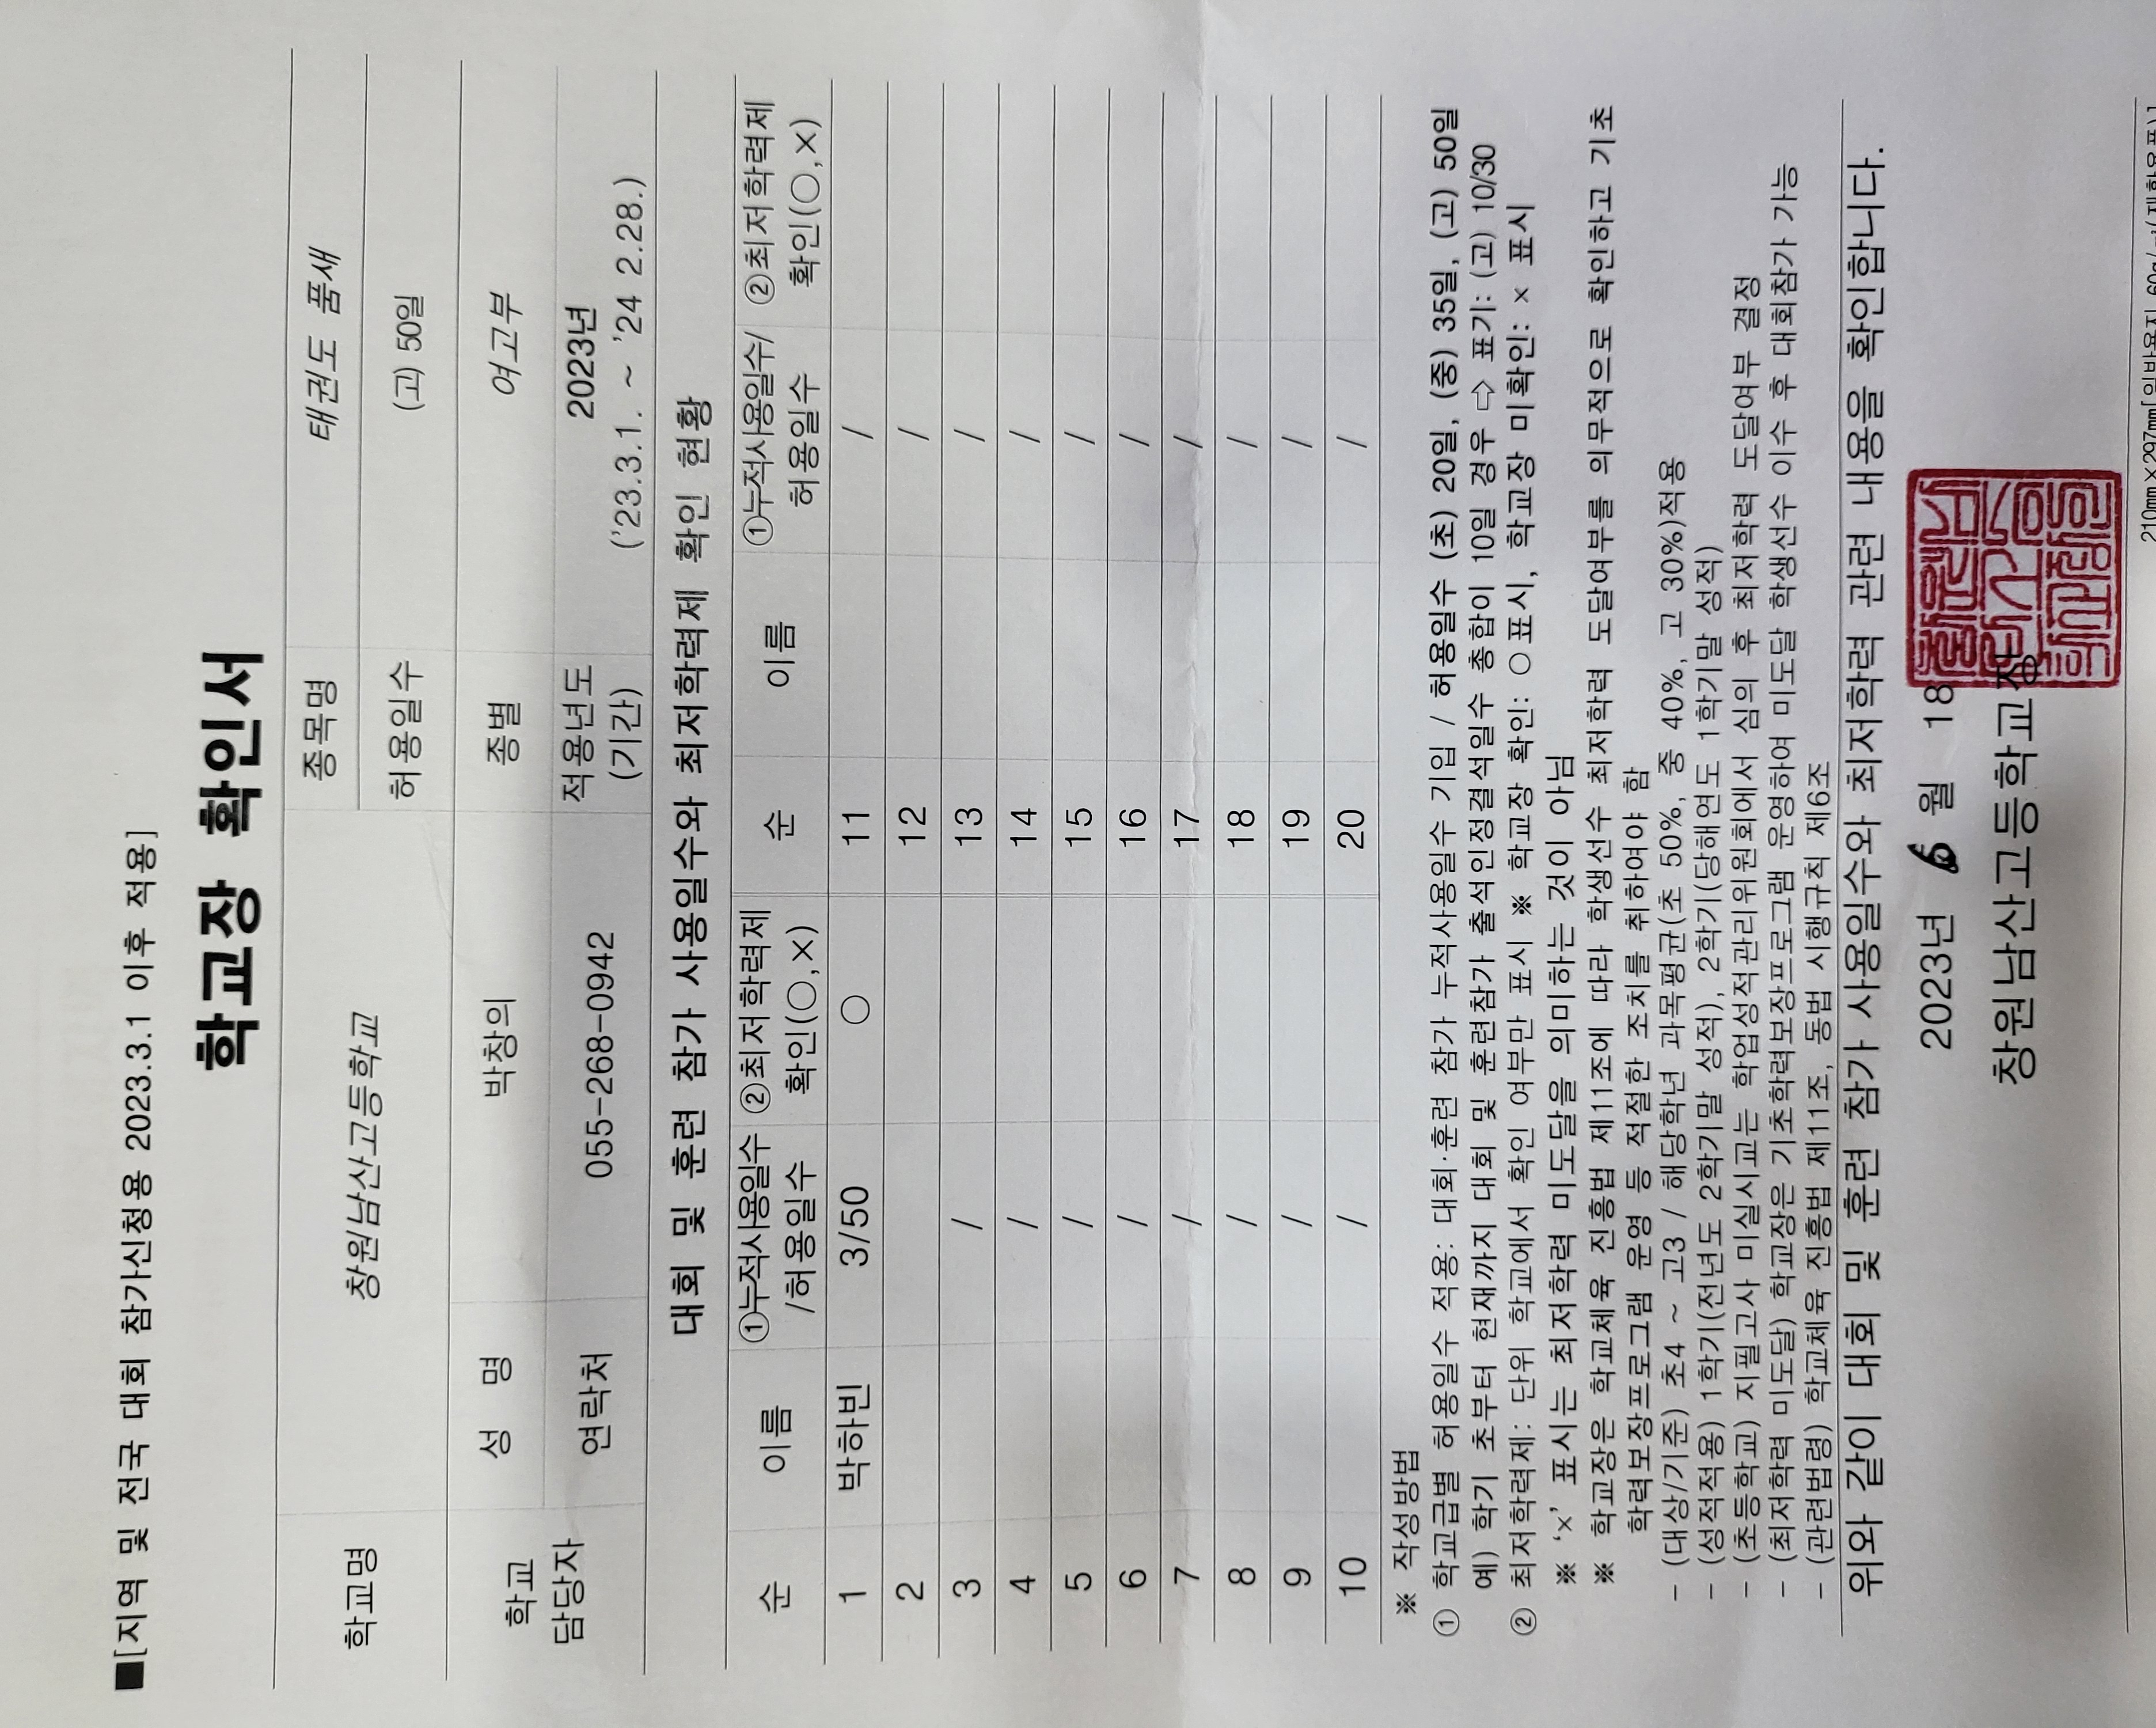 ■[지역 및 전국 대회 참가신청용 2023.3.1 이후 적용]
학교장 확인서
학교명 창원남산고등학교 종목명 태권도 품새
허용일수 (고) 50일
학교 담당자 성 명 박창의 종별 여고부
연락처 055-268-0942 적용년도 (기간) 2023년 ('23.3.1. ~ '24 2.28.)
대회 및 훈련 참가 사용일수와 최저학력제 확인 현황
순 이름 ①누적사용일수 /허용일수 ②최저학력제 확인(○,×) 순 이름 ①누적사용일수/ 허용일수 ②최저학력제 확인(○,×)
1 박하빈 3/50 ○ 11 /
2 12 /
3 / 13 /
4 / 14 /
5 / 15 /
6 / 16 /
7 / 17 /
8 / 18 /
9 / 19 /
10 / 20 /
※ 작성방법
① 학교급별 허용일수 적용: 대회·훈련 참가 누적사용일수 기입 / 허용일수 (초) 20일, (중) 35일, (고) 50일
예) 학기 초부터 현재까지 대회 및 훈련참가 출석인정결석일수 총합이 10일 경우 ⇨ 표기: (고) 10/30
② 최저학력제: 단위 학교에서 확인 여부만 표시 ※ 학교장 확인: ○표시, 학교장 미확인: × 표시
※ '×' 표시는 최저학력 미도달을 의미하는 것이 아님
※ 학교장은 학교체육 진흥법 제11조에 따라 학생선수 최저학력 도달여부를 의무적으로 확인하고 기초
학력보장프로그램 운영 등 적절한 조치를 취하여야 함
- (대상/기준) 초4 ~ 고3 / 해당학년 과목평균(초 50%, 중 40%, 고 30%)적용
- (성적적용) 1학기(전년도 2학기말 성적), 2학기(당해연도 1학기말 성적)
- (초등학교) 지필고사 미실시교는 학업성적관리위원회에서 심의 후 최저학력 도달여부 결정
- (최저학력 미도달) 학교장은 기초학력보장프로그램 운영하여 미도달 학생선수 이수 후 대회참가 가능
- (관련법령) 학교체육 진흥법 제11조, 동법 시행규칙 제6조
위와 같이 대회 및 훈련 참가 사용일수와 최저학력 관련 내용을 확인합니다.
2023년 6 월 18
창원남산고등학교장
210mm×297mm[일반용지 60g/